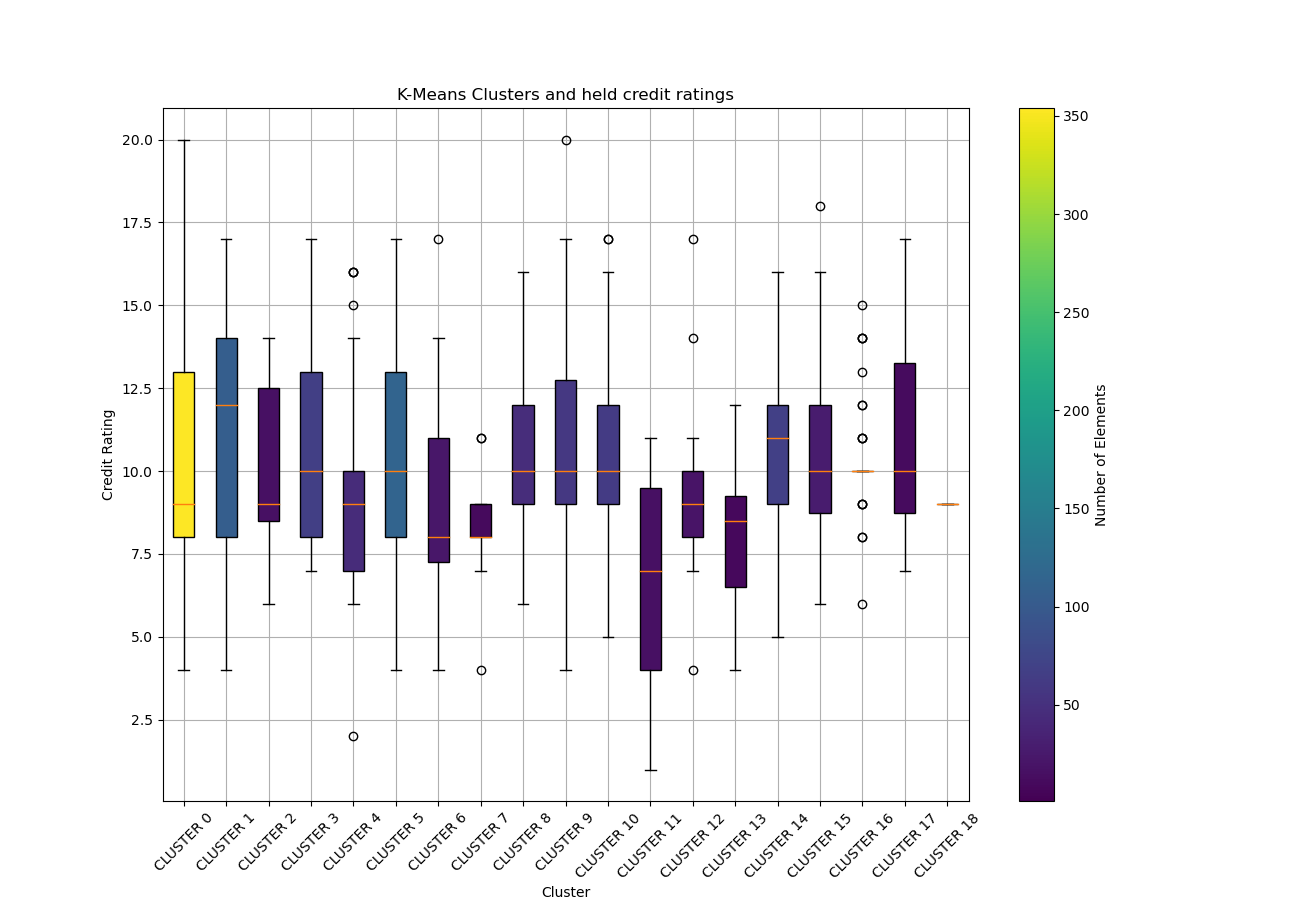 K-Means Clusters and held credit ratings
20.0
17.5
15.0
12.5
10.0
7.5
5.0
2.5
Credit Rating
CLUSTER 0
CLUSTER 1
CLUSTER 2
CLUSTER 3
CLUSTER 4
CLUSTER 5
CLUSTER 6
CLUSTER 7
CLUSTER 8
CLUSTER 9
CLUSTER 10
CLUSTER 11
CLUSTER 12
CLUSTER 13
CLUSTER 14
CLUSTER 15
CLUSTER 16
CLUSTER 17
CLUSTER 18
Cluster
350
300
250
200
150
100
50
Number of Elements